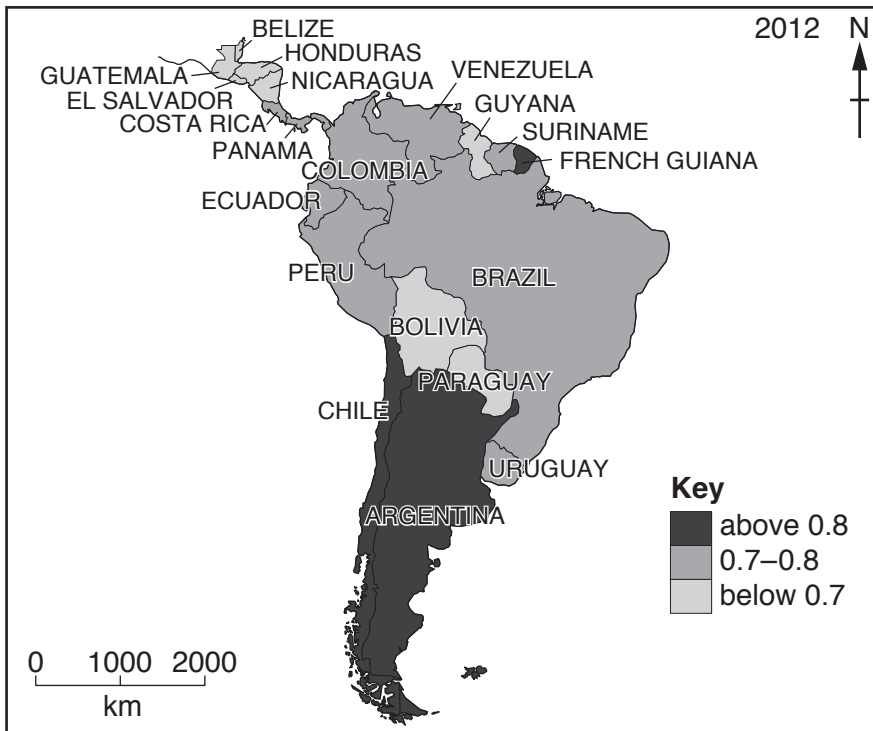 2012 N
BELIZE
HONDURAS
GUATEMALA
NICARAGUA
VENEZUELA
EL SALVADOR
GUYANA
COSTA RICA
SURINAME
PANAMA
FRENCH GUIANA
COLOMBIA
ECUADOR
PERU
BRAZIL
BOLIVIA
PARAGUAY
CHILE
URUGUAY
ARGENTINA
Key
above 0.8
0.7–0.8
below 0.7
0 1000 2000
km